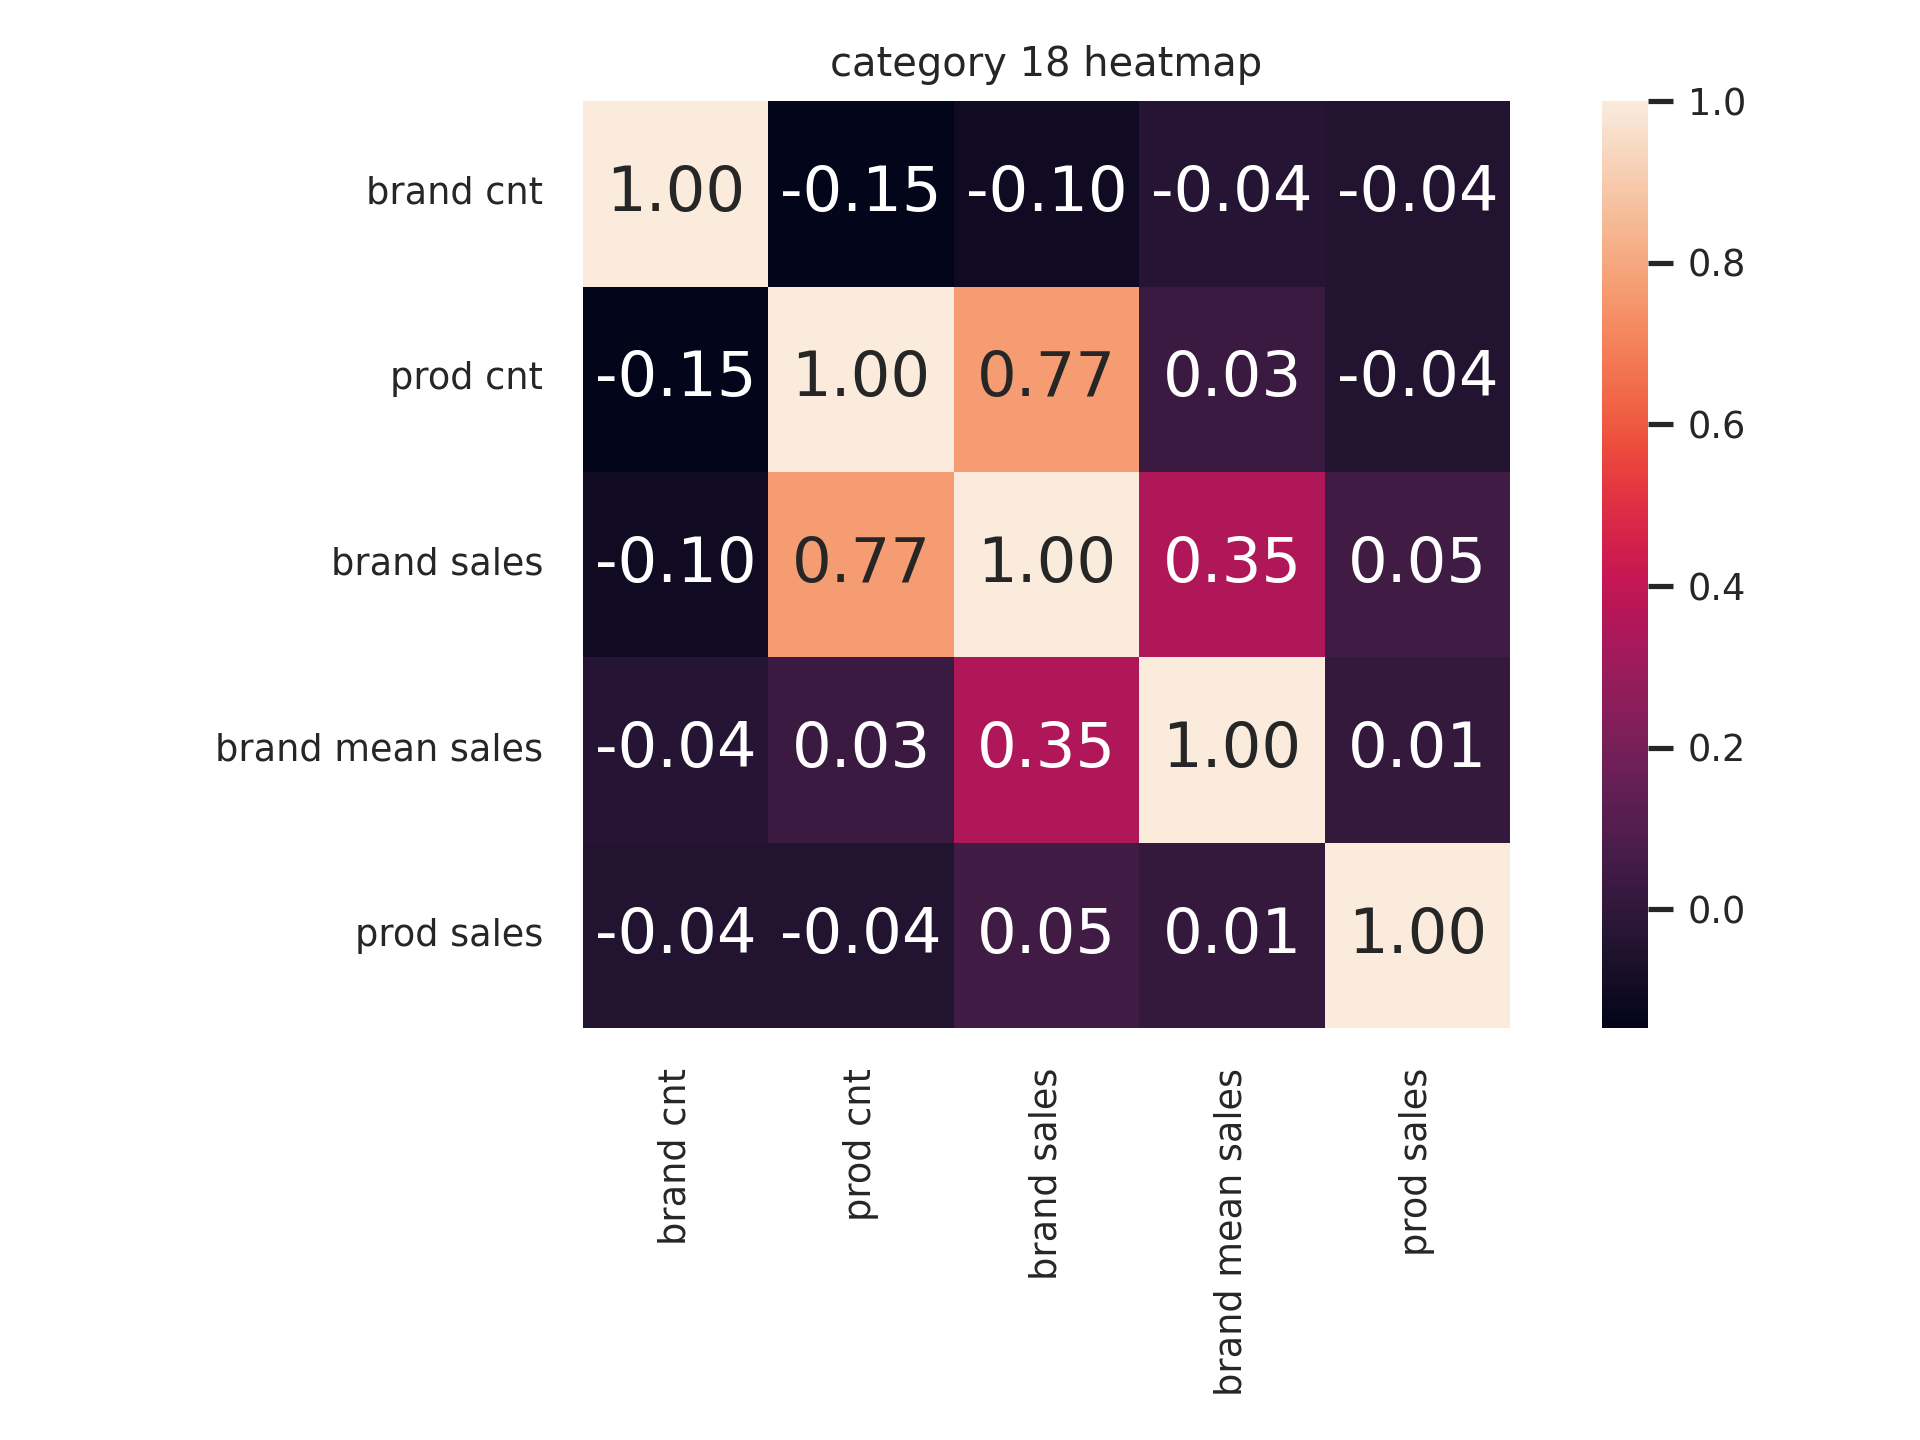 category 18 heatmap
1.0
brand cnt 1.00 -0.15 -0.10 -0.04 -0.04
0.8
prod cnt -0.15 1.00 0.77 0.03 -0.04
0.6
brand sales -0.10 0.77 1.00 0.35 0.05
0.4
brand mean sales -0.04 0.03 0.35 1.00 0.01
0.2
prod sales -0.04 -0.04 0.05 0.01 1.00
0.0
brand cnt
prod cnt
brand sales
brand mean sales
prod sales